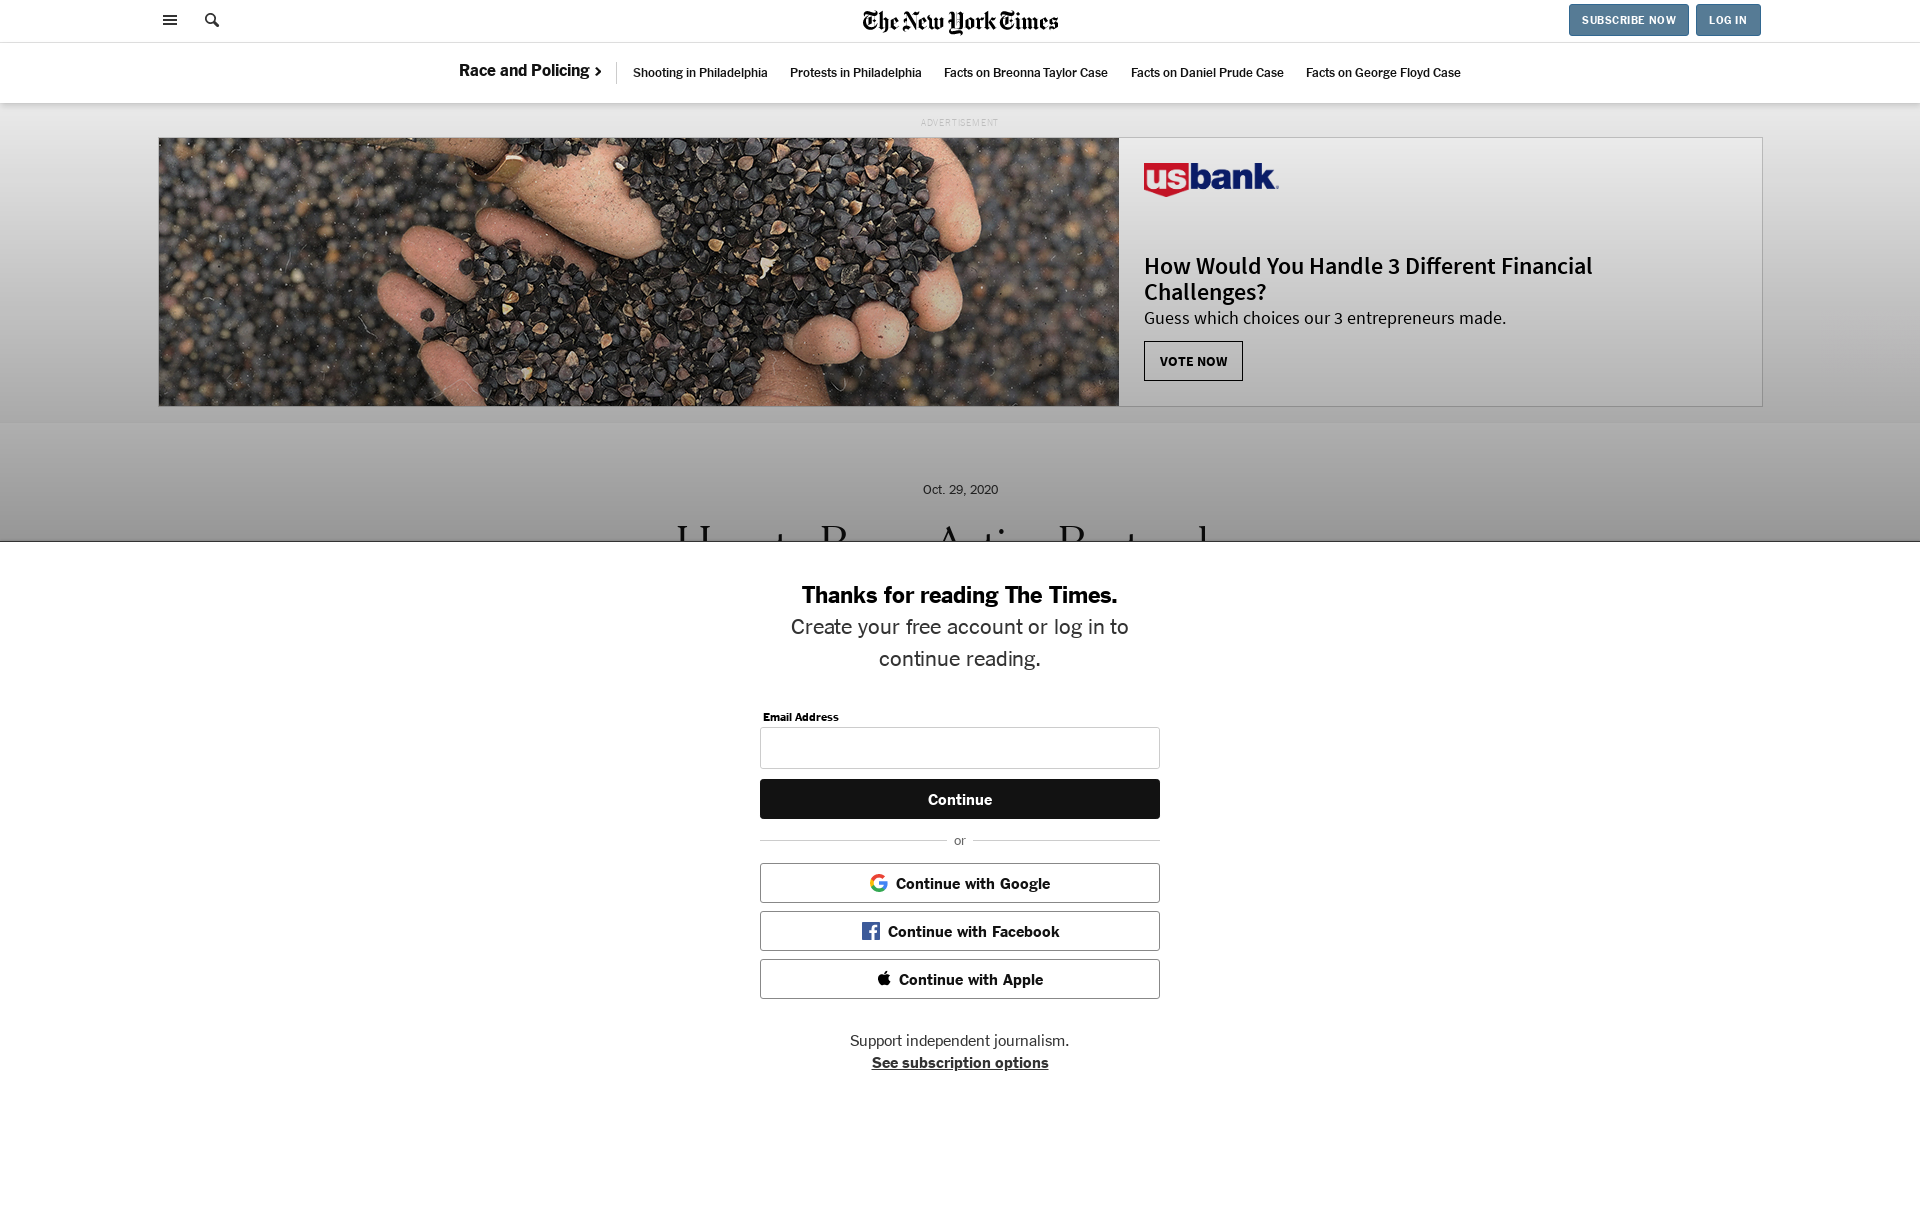 The New York Times
SUBSCRIBE NOW
LOG IN
Race and Policing
Shooting in Philadelphia
Protests in Philadelphia
Facts on Breonna Taylor Case
Facts on Daniel Prude Case
Facts on George Floyd Case
ADVERTISEMENT
usbank
How Would You Handle 3 Different Financial
Challenges?
Guess which choices our 3 entrepreneurs made.
VOTE NOW
Oct. 29, 2020
Thanks for reading The Times.
Create your free account or log in to
continue reading.
Email Address
Continue
or
Continue with Google
Continue with Facebook
Continue with Apple
Support independent journalism.
See subscription options